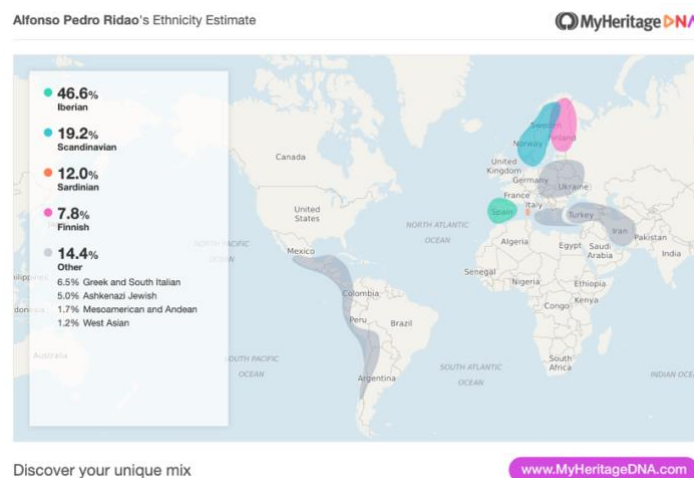 Alfonso Pedro Ridao's Ethnicity Estimate
MyHeritage DNA
46.6%
Iberian
19.2%
Scandinavian
12.0%
Sardinian
7.8%
Finnish
14.4%
Other
6.5% Greek and South Italian
5.0% Ashkenazi Jewish
1.7% Mesoamerican and Andean
1.2% West Asian
Canada
United
States
Mexico
NORTH PACIFIC
OCEAN
Colombia
Peru
Brazil
Argentina
SOUTH PACIFIC
OCEAN
NORTH ATLANTIC
OCEAN
SOUTH ATLANTIC
OCEAN
Sweden
Norway
Finland
United
Kingdom
Germany
Ukraine
France
Italy
Spain
Turkey
Iran
Pakistan
Algeria
Egypt
Saudi
Arabia
India
Senegal
Nigeria
Ethiopia
Kenya
Congo
South
Africa
INDIAN OCE
Australia
Discover your unique mix
www.MyHeritageDNA.com